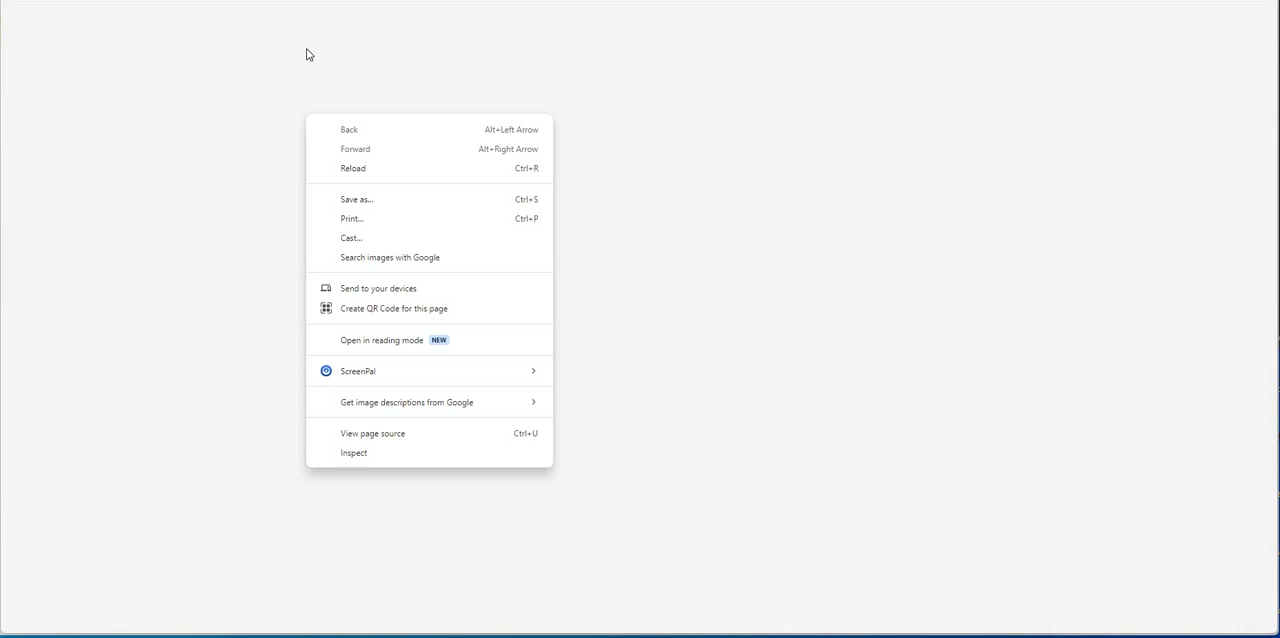 Back Alt+Left Arrow
Forward Alt+Right Arrow
Reload Ctrl+R
Save as... Ctrl+S
Print... Ctrl+P
Cast...
Search images with Google
Send to your devices
Create QR Code for this page
Open in reading mode NEW
ScreenPal
Get image descriptions from Google
View page source Ctrl+U
Inspect